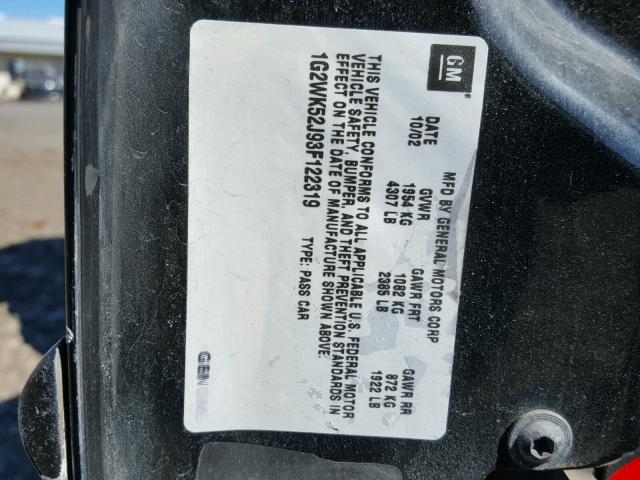 GM
MFD BY GENERAL MOTORS CORP
DATE GVWR GAWR FRT GAWR RR
10/02 1954 KG 1082 KG 872 KG
4307 LB 2385 LB 1922 LB
THIS VEHICLE CONFORMS TO ALL APPLICABLE U.S. FEDERAL MOTOR
VEHICLE SAFETY, BUMPER, AND THEFT PREVENTION STANDARDS IN
EFFECT ON THE DATE OF MANUFACTURE SHOWN ABOVE.
1G2WK52J93F122319 TYPE: PASS CAR